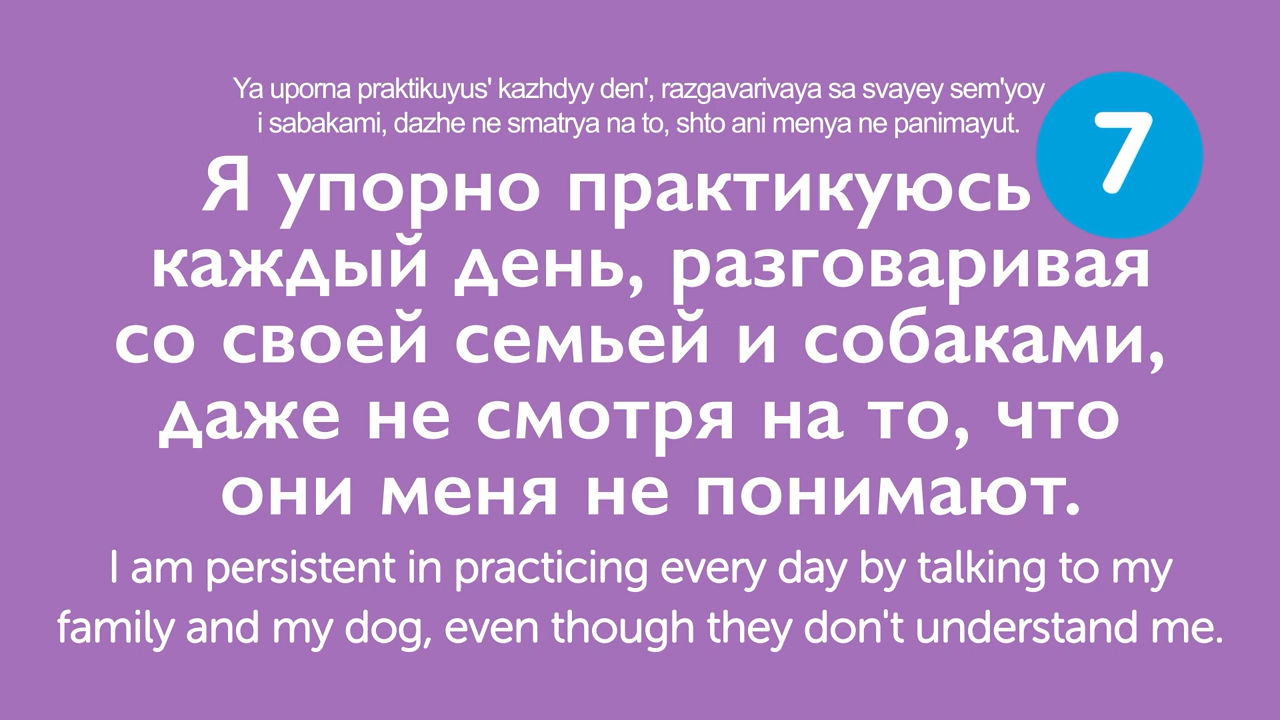 Ya uporna praktikuyus' kazhdyy den', razgavarivaya sa svayey sem'yoy
i sabakami, dazhe ne smatrya na to, shto ani menya ne panimayut.
7
Я упорно практикуюсь
каждый день, разговаривая
со своей семьей и собаками,
даже не смотря на то, что
они меня не понимают.
I am persistent in practicing every day by talking to my
family and my dog, even though they don't understand me.